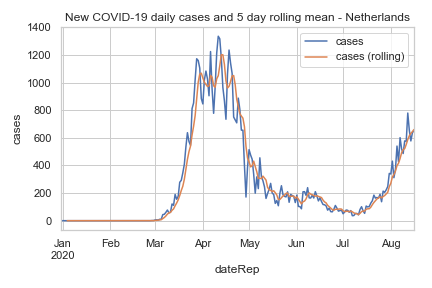 New COVID-19 daily cases and 5 day rolling mean - Netherlands
cases
cases (rolling)
1400
1200
1000
800
600
400
200
0
cases
Jan
2020
Feb
Mar
Apr
May
Jun
Jul
Aug
dateRep